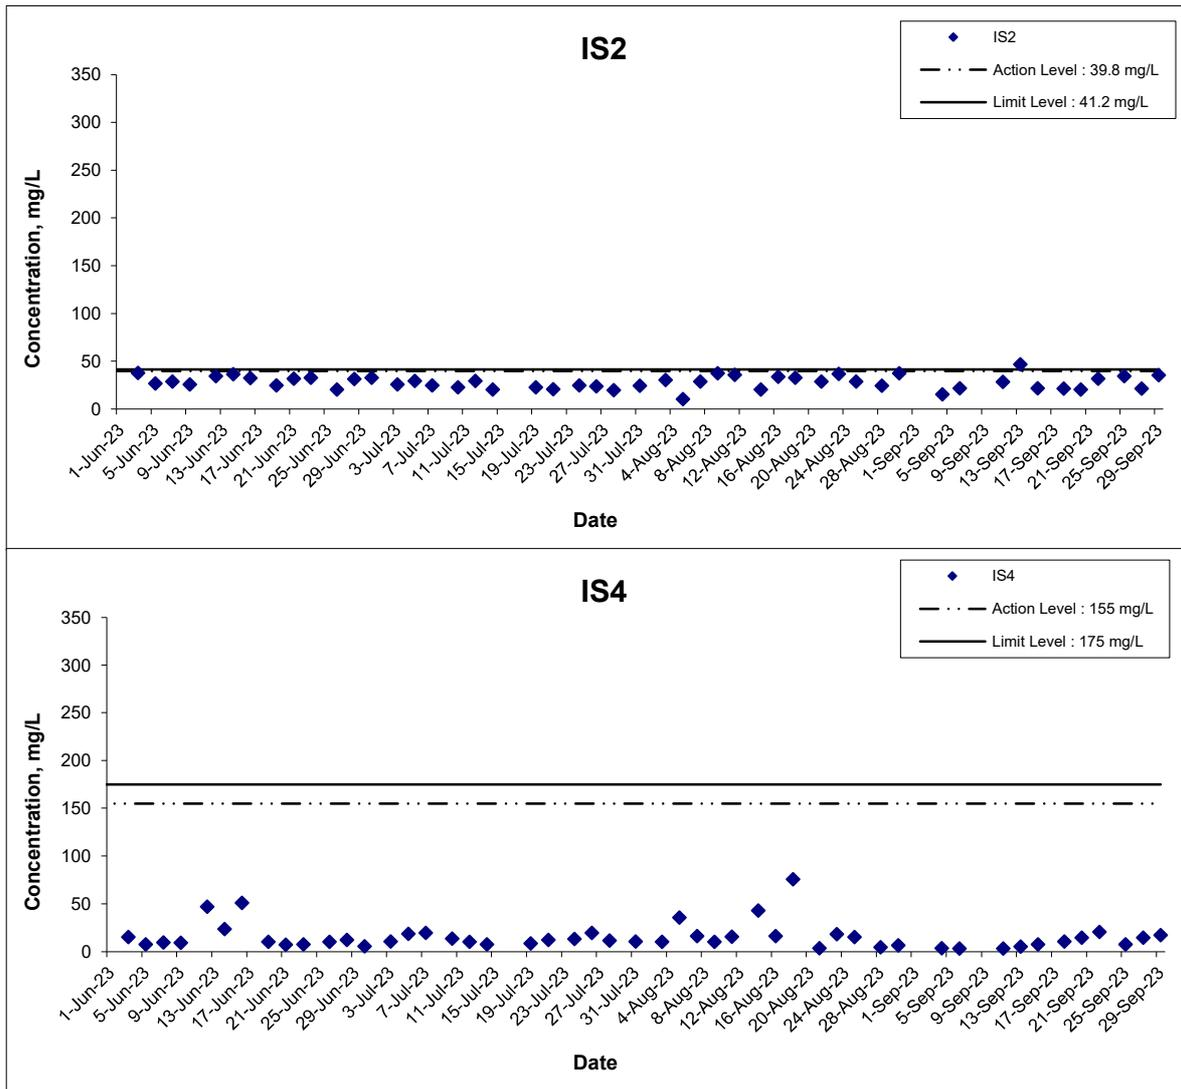 IS2
IS2
Action Level : 39.8 mg/L
Limit Level : 41.2 mg/L
Concentration, mg/L
350
300
250
200
150
100
50
0
1-Jun-23
5-Jun-23
9-Jun-23
13-Jun-23
17-Jun-23
21-Jun-23
25-Jun-23
29-Jun-23
3-Jul-23
7-Jul-23
11-Jul-23
15-Jul-23
19-Jul-23
23-Jul-23
27-Jul-23
31-Jul-23
4-Aug-23
8-Aug-23
12-Aug-23
16-Aug-23
20-Aug-23
24-Aug-23
28-Aug-23
1-Sep-23
5-Sep-23
9-Sep-23
13-Sep-23
17-Sep-23
21-Sep-23
25-Sep-23
29-Sep-23
Date
IS4
IS4
Action Level : 155 mg/L
Limit Level : 175 mg/L
Concentration, mg/L
350
300
250
200
150
100
50
0
1-Jun-23
5-Jun-23
9-Jun-23
13-Jun-23
17-Jun-23
21-Jun-23
25-Jun-23
29-Jun-23
3-Jul-23
7-Jul-23
11-Jul-23
15-Jul-23
19-Jul-23
23-Jul-23
27-Jul-23
31-Jul-23
4-Aug-23
8-Aug-23
12-Aug-23
16-Aug-23
20-Aug-23
24-Aug-23
28-Aug-23
1-Sep-23
5-Sep-23
9-Sep-23
13-Sep-23
17-Sep-23
21-Sep-23
25-Sep-23
29-Sep-23
Date